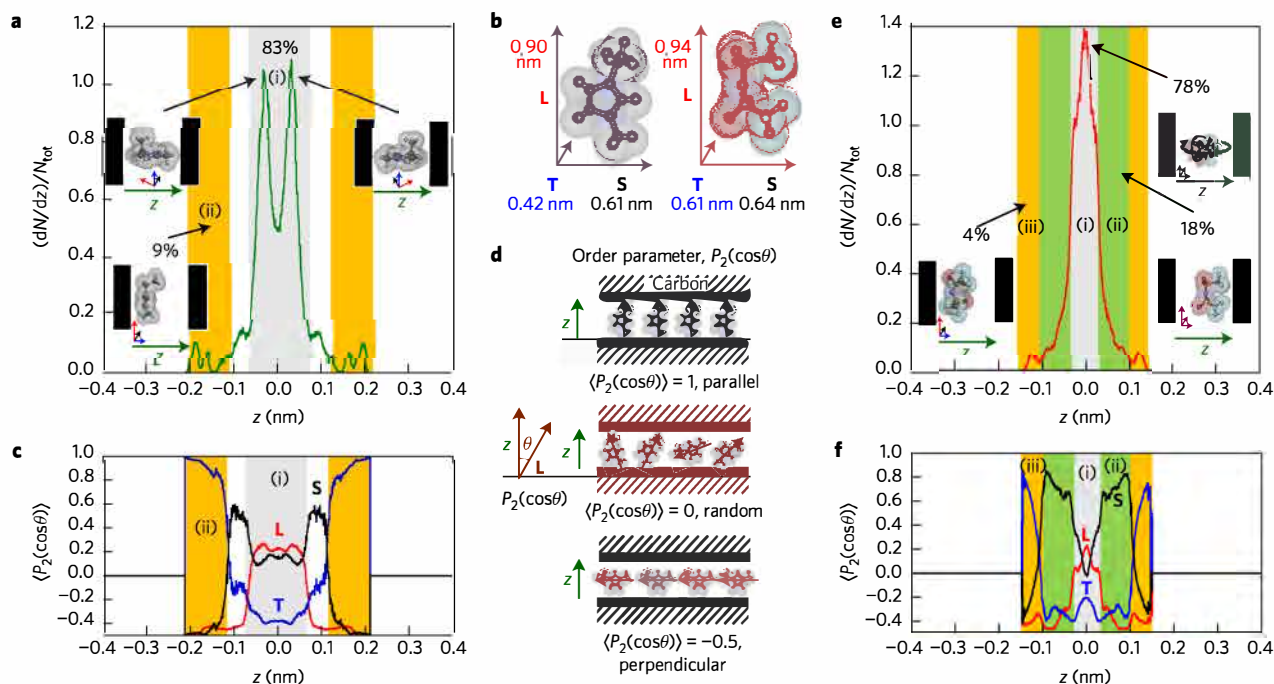 a
1.2
1.0
0.8
0.6
0.4
0.2
0.0
(dN/dz)/Ntot
83%
(i)
(ii)
9%
z
z
z
−0.4 −0.3 −0.2 −0.1 0.0 0.1 0.2 0.3 0.4
z (nm)
b
0.90
nm
L
T S
0.42 nm 0.61 nm
0.94
nm
L
T S
0.61 nm 0.64 nm
c
1.0
0.8
0.6
0.4
0.2
0.0
−0.2
−0.4
⟨P2(cosθ)⟩
(i)
(ii)
S
L
T
−0.4 −0.3 −0.2 −0.1 0.0 0.1 0.2 0.3 0.4
z (nm)
d
Order parameter, P2(cosθ)
Carbon
z
⟨P2(cosθ)⟩ = 1, parallel
z θ
L
z
P2(cosθ)
⟨P2(cosθ)⟩ = 0, random
z
⟨P2(cosθ)⟩ = −0.5,
perpendicular
e
1.4
1.2
1.0
0.8
0.6
0.4
0.2
0.0
(dN/dz)/Ntot
78%
z
(iii) (i) (ii)
4%
18%
z
z
−0.4 −0.3 −0.2 −0.1 0.0 0.1 0.2 0.3 0.4
z (nm)
f
1.0
0.8
0.6
0.4
0.2
0.0
−0.2
−0.4
⟨P2(cosθ)⟩
(iii) (i) (ii)
S
L
T
−0.4 −0.3 −0.2 −0.1 0.0 0.1 0.2 0.3 0.4
z (nm)